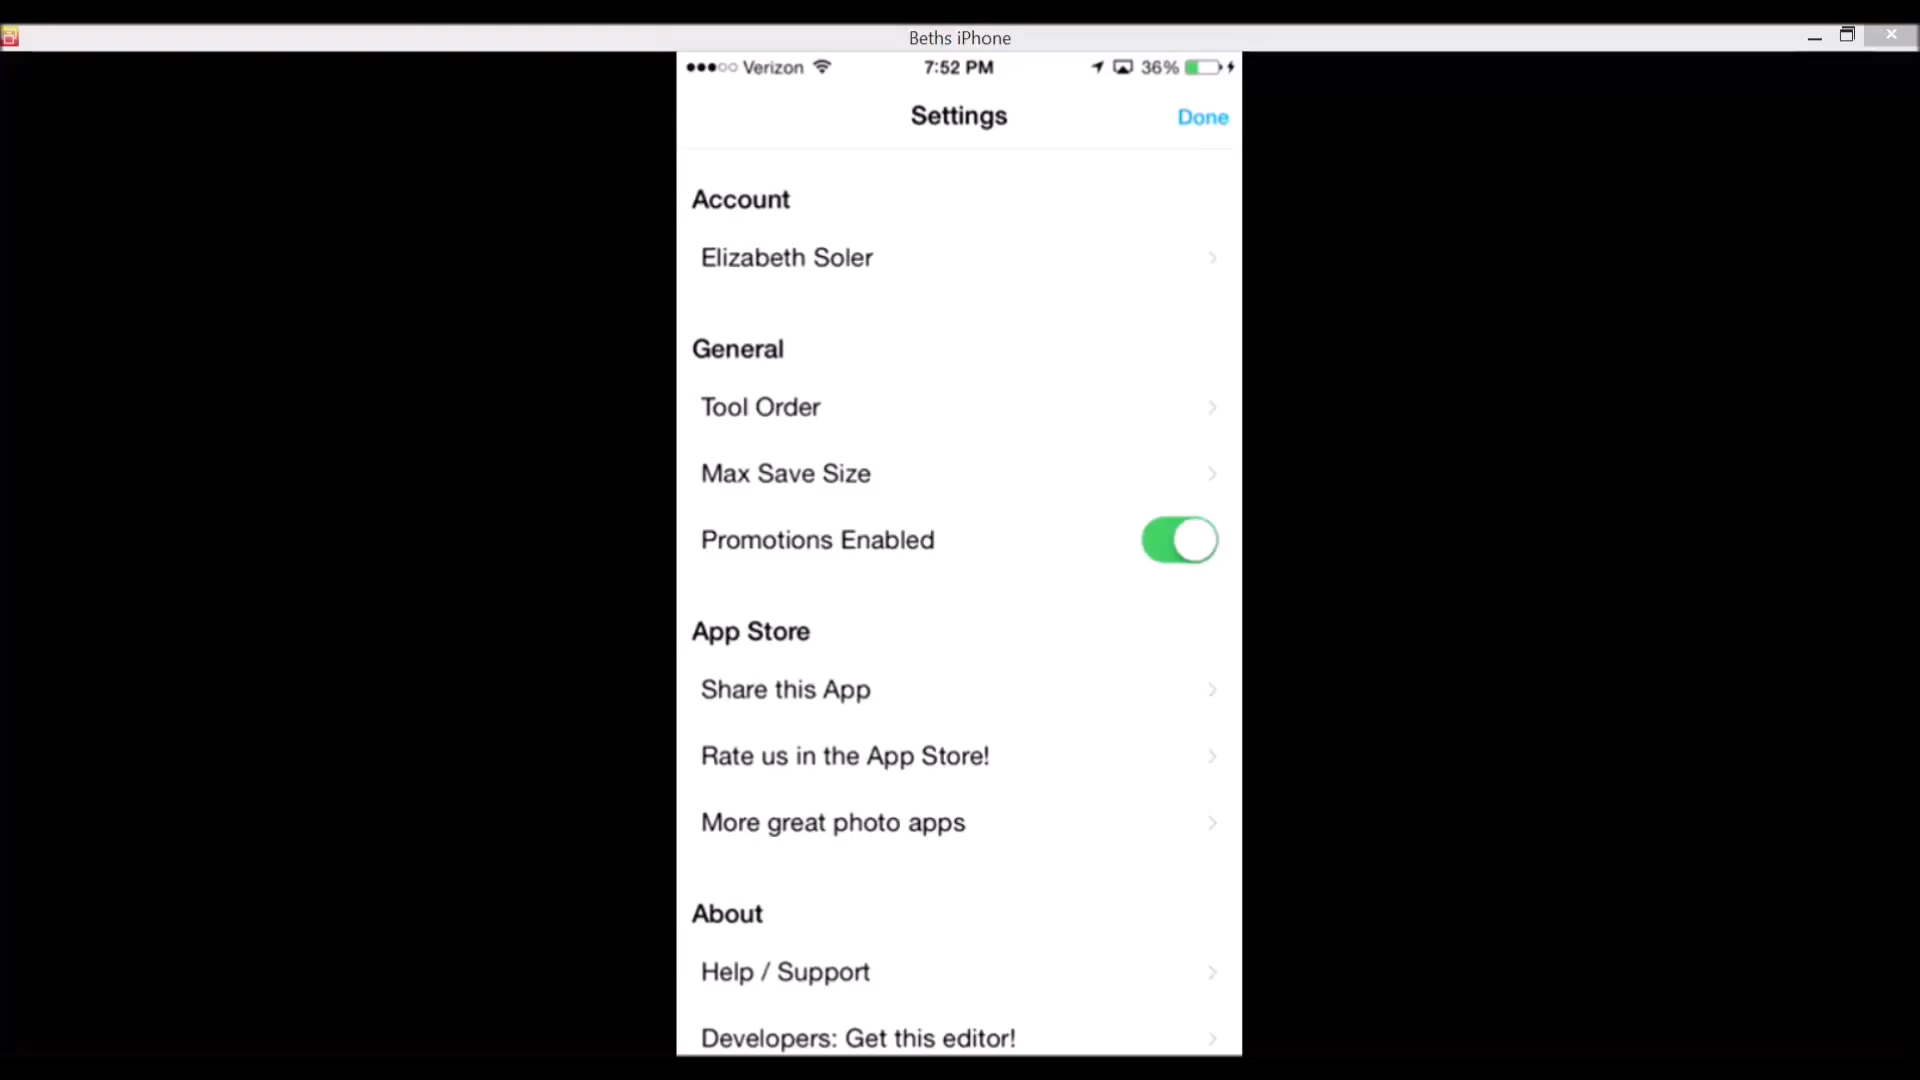 Beths iPhone
Verizon 7:52 PM 36%
Settings Done
Account
Elizabeth Soler
General
Tool Order
Max Save Size
Promotions Enabled
App Store
Share this App
Rate us in the App Store!
More great photo apps
About
Help / Support
Developers: Get this editor!